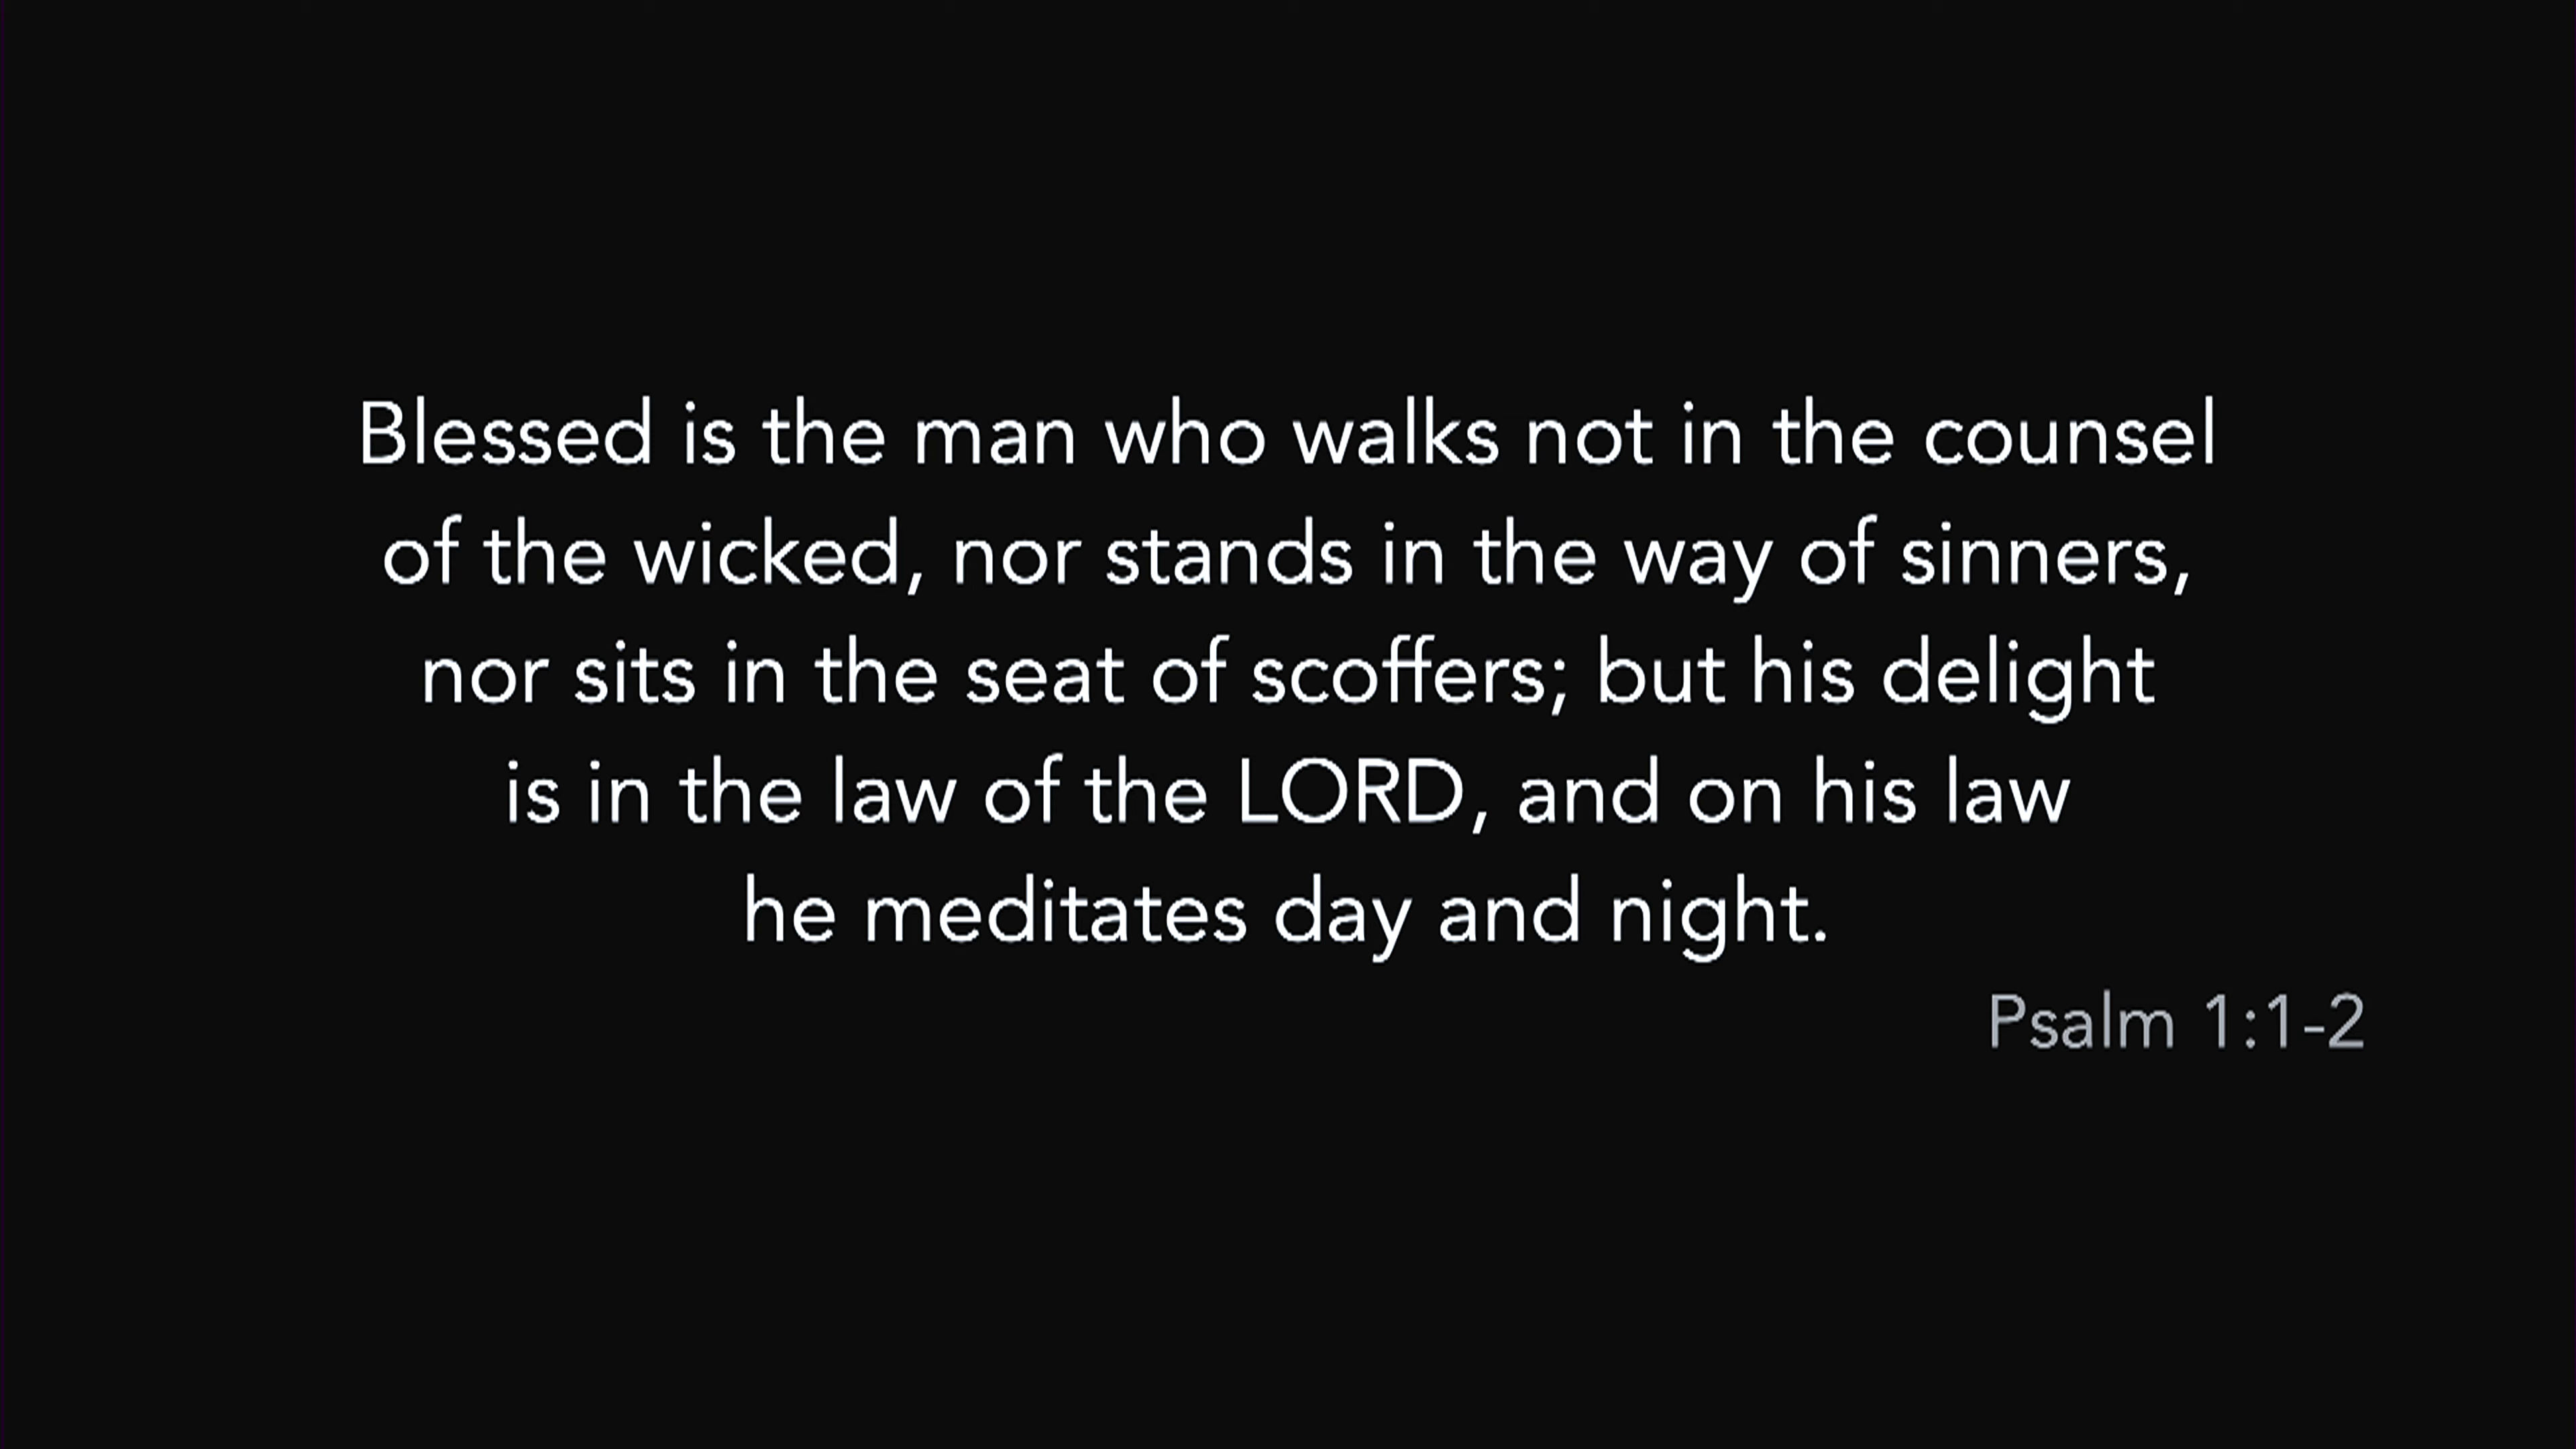 Blessed is the man who walks not in the counsel
of the wicked, nor stands in the way of sinners,
nor sits in the seat of scoffers; but his delight
is in the law of the LORD, and on his law
he meditates day and night.
Psalm 1:1-2